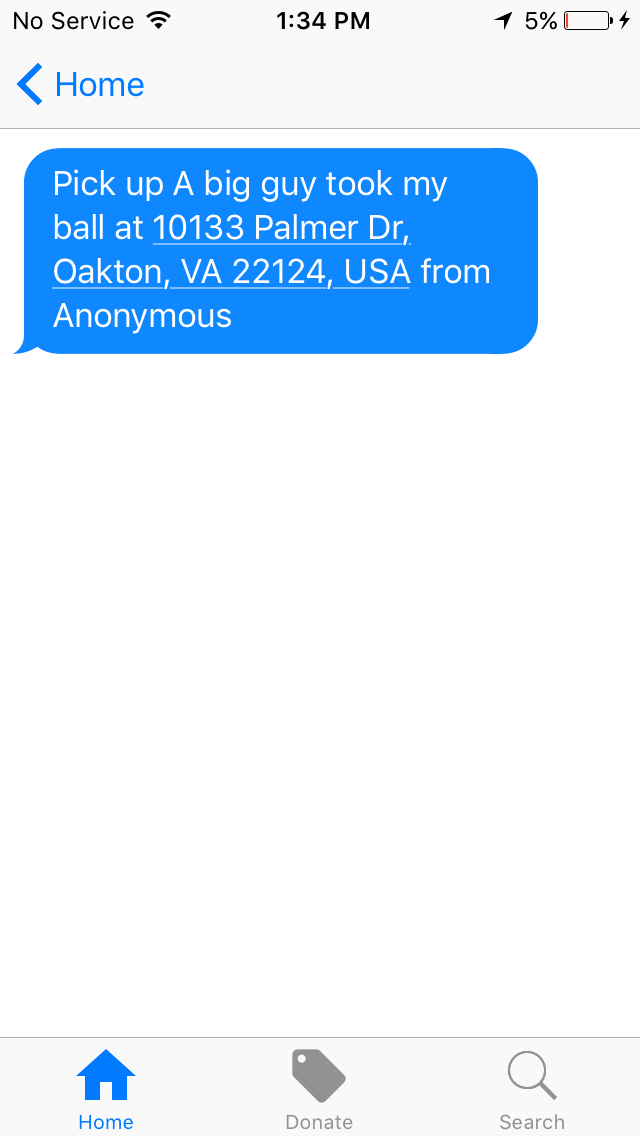 No Service 1:34 PM 5%
Home
Pick up A big guy took my
ball at 10133 Palmer Dr,
Oakton, VA 22124, USA from
Anonymous
Home Donate Search